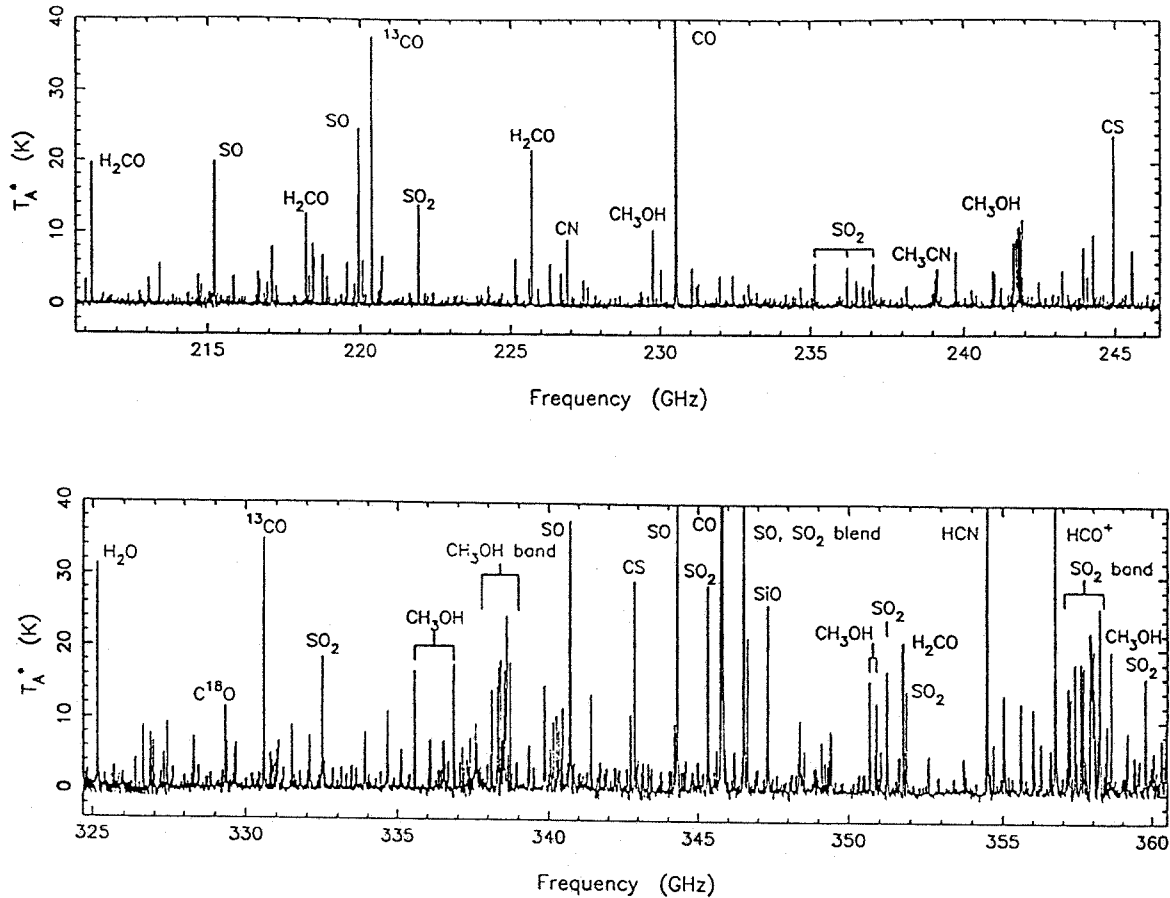 40
30
20
10
0
T_A* (K)
H₂CO
SO
H₂CO
SO
¹³CO
SO₂
H₂CO
CN
CH₃OH
CO
SO₂
CH₃CN
CH₃OH
CS
215 220 225 230 235 240 245
Frequency (GHz)
40
30
20
10
0
T_A* (K)
H₂O
C¹⁸O
¹³CO
SO₂
CH₃OH
CH₃OH band
SO
CS
SO
SO₂
CO
SO, SO₂ blend
SiO
CH₃OH
SO₂
H₂CO
SO₂
HCN
HCO⁺
SO₂ band
CH₃OH
SO₂
325 330 335 340 345 350 355 360
Frequency (GHz)